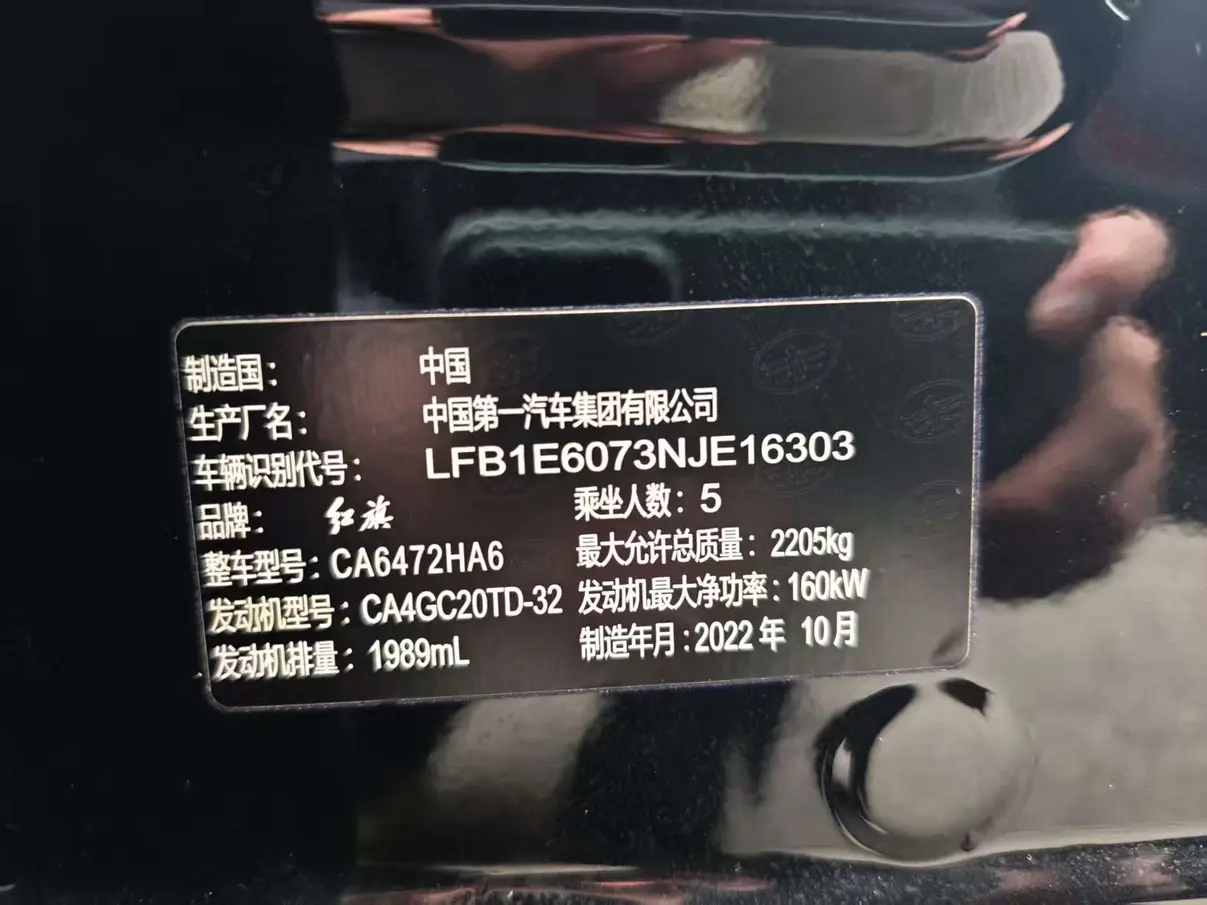 制造国： 中国
生产厂名： 中国第一汽车集团有限公司
车辆识别代号： LFB1E6073NJE16303
品牌： 红旗 乘坐人数：5
整车型号：CA6472HA6 最大允许总质量：2205kg
发动机型号：CA4GC20TD-32 发动机最大净功率：160kW
发动机排量：1989mL 制造年月：2022年 10月